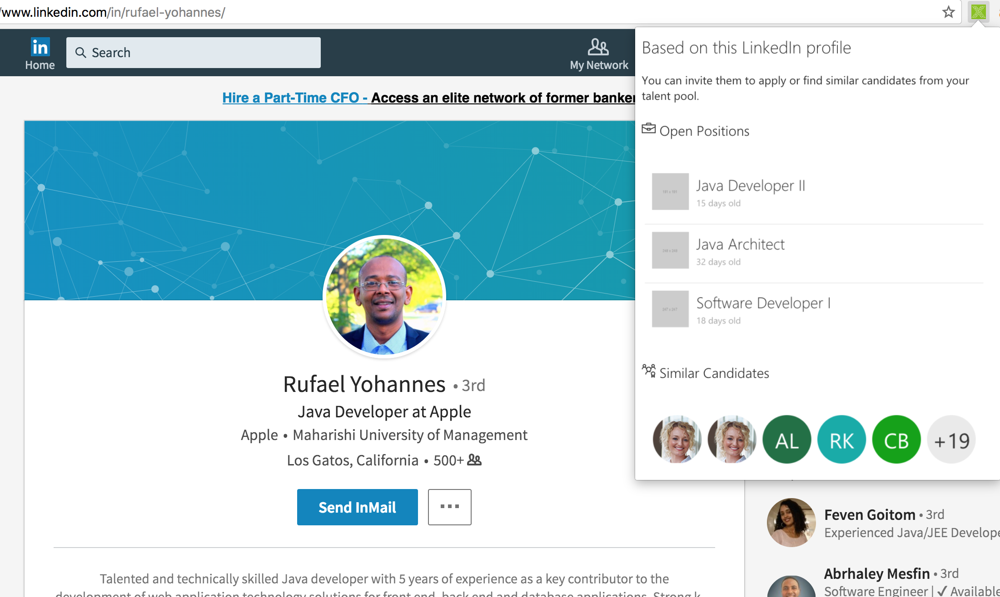 /www.linkedin.com/in/rufael-yohannes/
in
Home
Search
My Network
Hire a Part-Time CFO - Access an elite network of former banker
Rufael Yohannes • 3rd
Java Developer at Apple
Apple • Maharishi University of Management
Los Gatos, California • 500+
Send InMail
Talented and technically skilled Java developer with 5 years of experience as a key contributor to the
development of web application technology solutions for front end, back end and database applications. Strong k
Based on this LinkedIn profile
You can invite them to apply or find similar candidates from your
talent pool.
Open Positions
191 x 191
Java Developer II
15 days old
248 x 248
Java Architect
32 days old
247 x 247
Software Developer I
18 days old
Similar Candidates
AL
RK
CB
+19
Feven Goitom • 3rd
Experienced Java/JEE Develope
Abrhaley Mesfin • 3rd
Software Engineer | ✓ Available